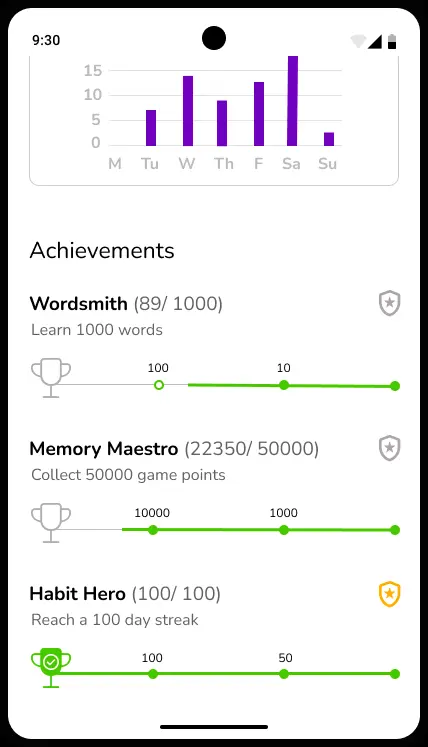 9:30
15
10
5
0
M Tu W Th F Sa Su
Achievements
Wordsmith (89/ 1000)
Learn 1000 words
100 10
Memory Maestro (22350/ 50000)
Collect 50000 game points
10000 1000
Habit Hero (100/ 100)
Reach a 100 day streak
100 50